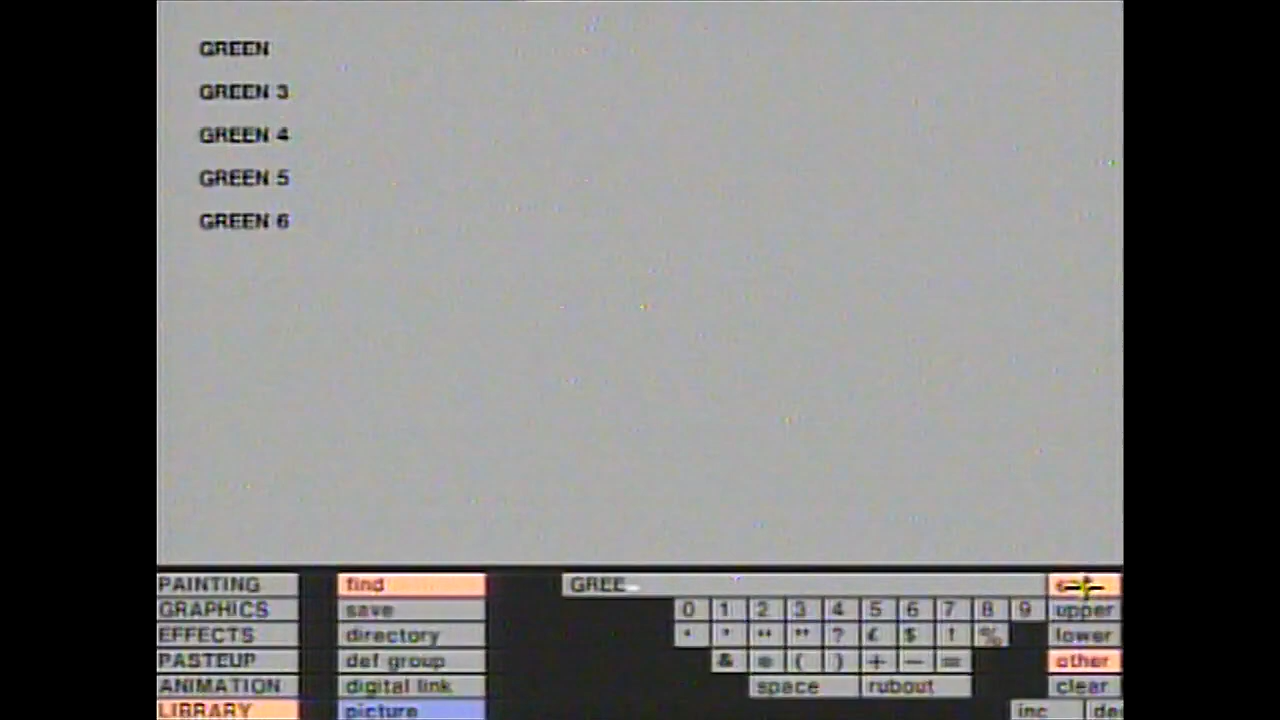 GREEN
GREEN 3
GREEN 4
GREEN 5
GREEN 6
PAINTING find GREE
GRAPHICS save 0 1 2 3 4 5 6 7 8 9 upper
EFFECTS directory ? £ $ ! % lower
PASTEUP def group & ( ) + — = other
ANIMATION digital link space rubout clear
LIBRARY picture inc